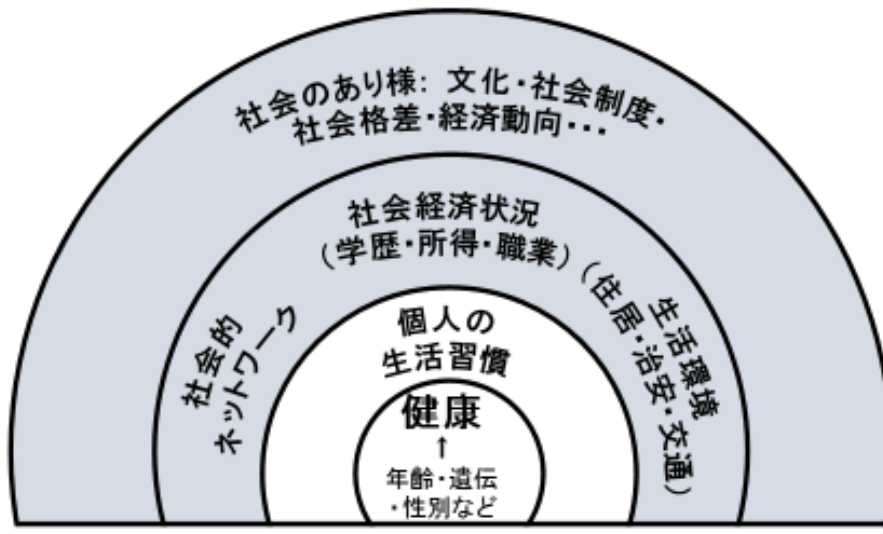 社会のあり様: 文化・社会制度・
社会格差・経済動向・・・
社会経済状況
(学歴・所得・職業)
社会的
ネットワーク
生活環境
(住居・治安・交通)
個人の
生活習慣
健康
↑
年齢・遺伝
・性別など